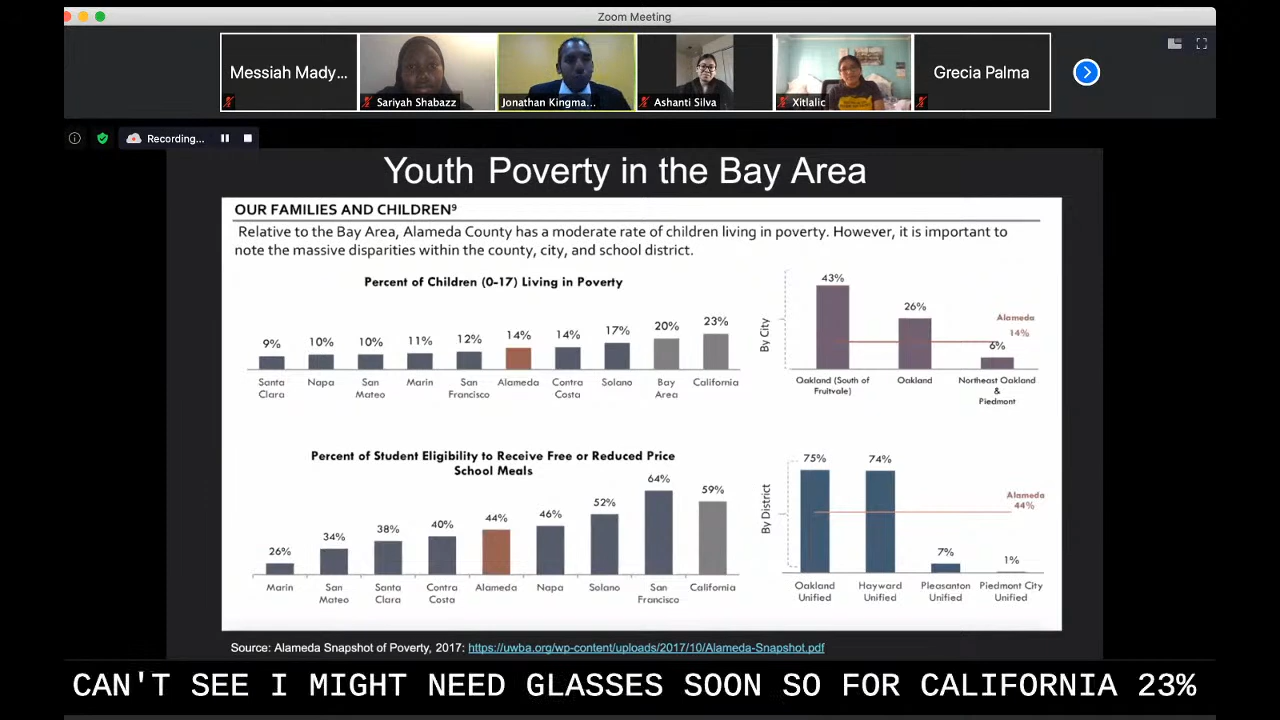 Zoom Meeting
Messiah Mady...
Sariyah Shabazz
Jonathan Kingma...
Ashanti Silva
Xitlalic
Grecia Palma
Recording...
Youth Poverty in the Bay Area
OUR FAMILIES AND CHILDREN⁹
Relative to the Bay Area, Alameda County has a moderate rate of children living in poverty. However, it is important to
note the massive disparities within the county, city, and school district.
Percent of Children (0-17) Living in Poverty
9% 10% 10% 11% 12% 14% 14% 17% 20% 23%
Santa Napa San Marin San Alameda Contra Solano Bay California
Clara Mateo Francisco Costa Area
By City
43%
26%
Alameda
14%
6%
Oakland (South of Oakland Northeast Oakland
Fruitvale) &
Piedmont
Percent of Student Eligibility to Receive Free or Reduced Price
School Meals
26% 34% 38% 40% 44% 46% 52% 64% 59%
Marin San Santa Contra Alameda Napa Solano San California
Mateo Clara Costa Francisco
By District
75% 74%
Alameda
44%
7% 1%
Oakland Hayward Pleasanton Piedmont City
Unified Unified Unified Unified
Source: Alameda Snapshot of Poverty, 2017: https://uwba.org/wp-content/uploads/2017/10/Alameda-Snapshot.pdf
CAN'T SEE I MIGHT NEED GLASSES SOON SO FOR CALIFORNIA 23%